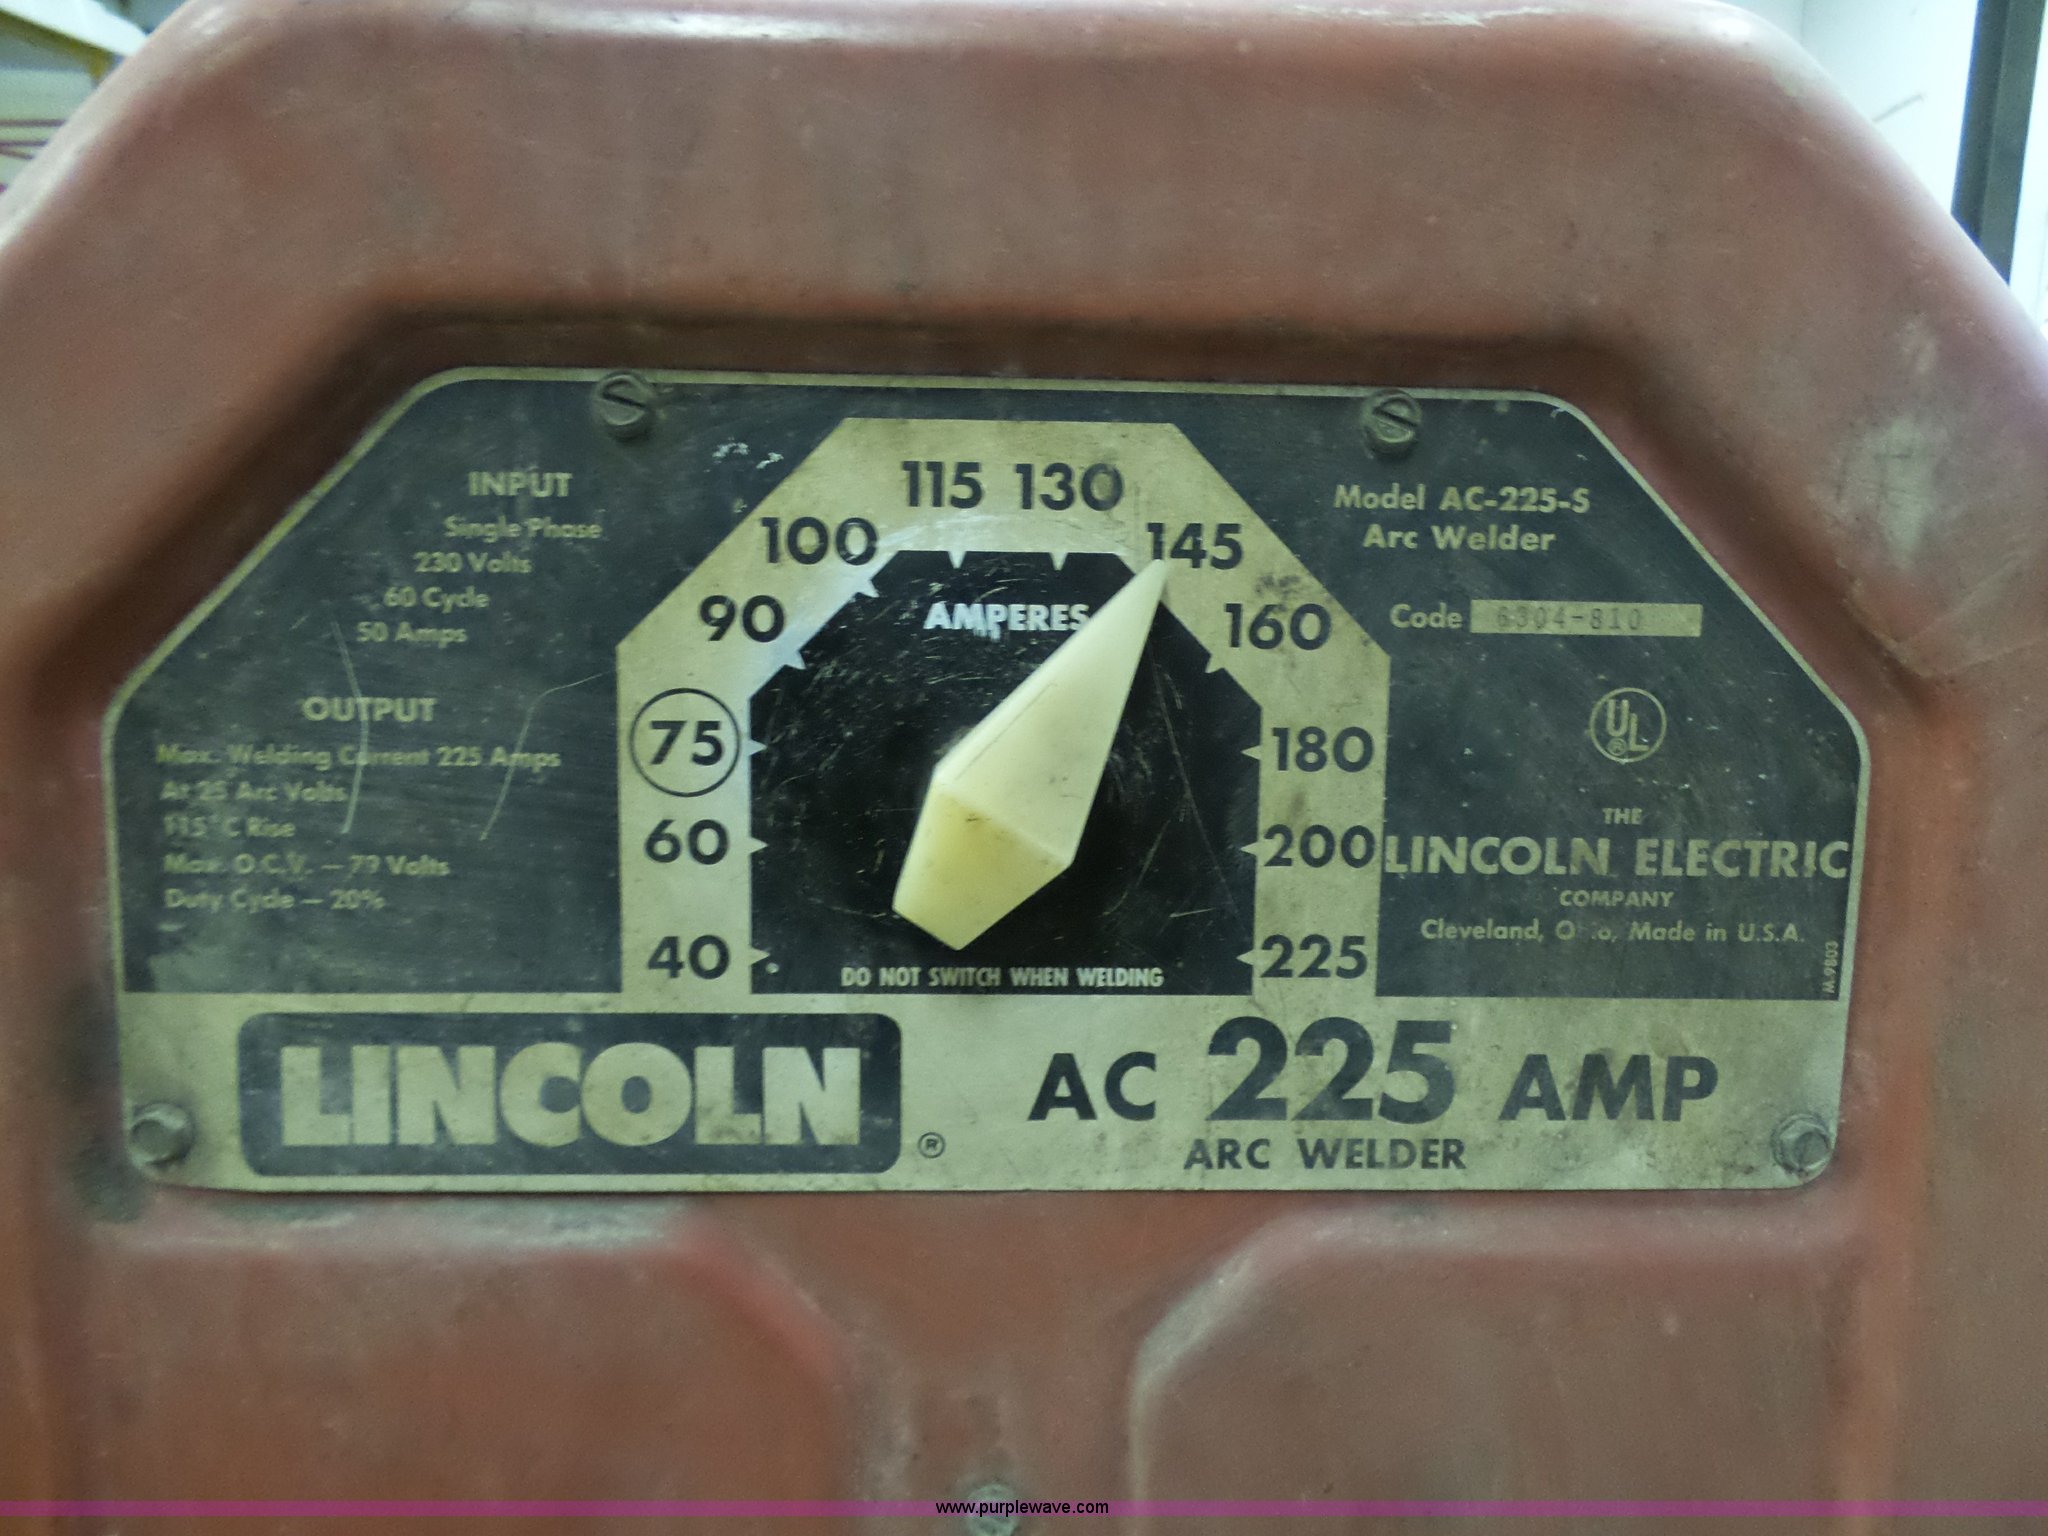 INPUT
Single Phase
230 Volts
60 Cycle
50 Amps
OUTPUT
Max. Welding Current 225 Amps
At 25 Arc Volts
115°C Rise
Max. O.C.V. — 79 Volts
Duty Cycle — 20%
115 130
100 145
90 160
75 180
60 200
40 225
AMPERES
DO NOT SWITCH WHEN WELDING
Model AC-225-S
Arc Welder
Code 6304-810
UL
®
THE
LINCOLN ELECTRIC
COMPANY
Cleveland, Ohio, Made in U.S.A.
M-9803
LINCOLN ®
AC 225 AMP
ARC WELDER
www.purplewave.com